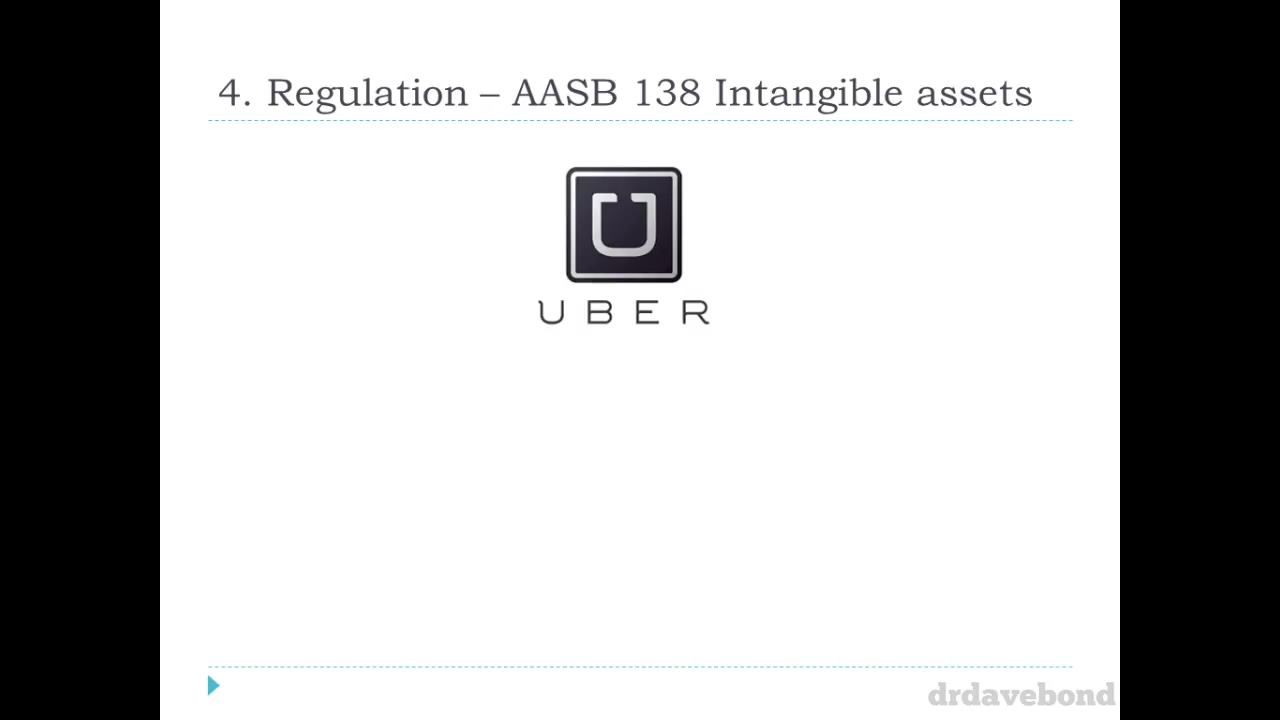 4. Regulation – AASB 138 Intangible assets
U
UBER
drdavebond